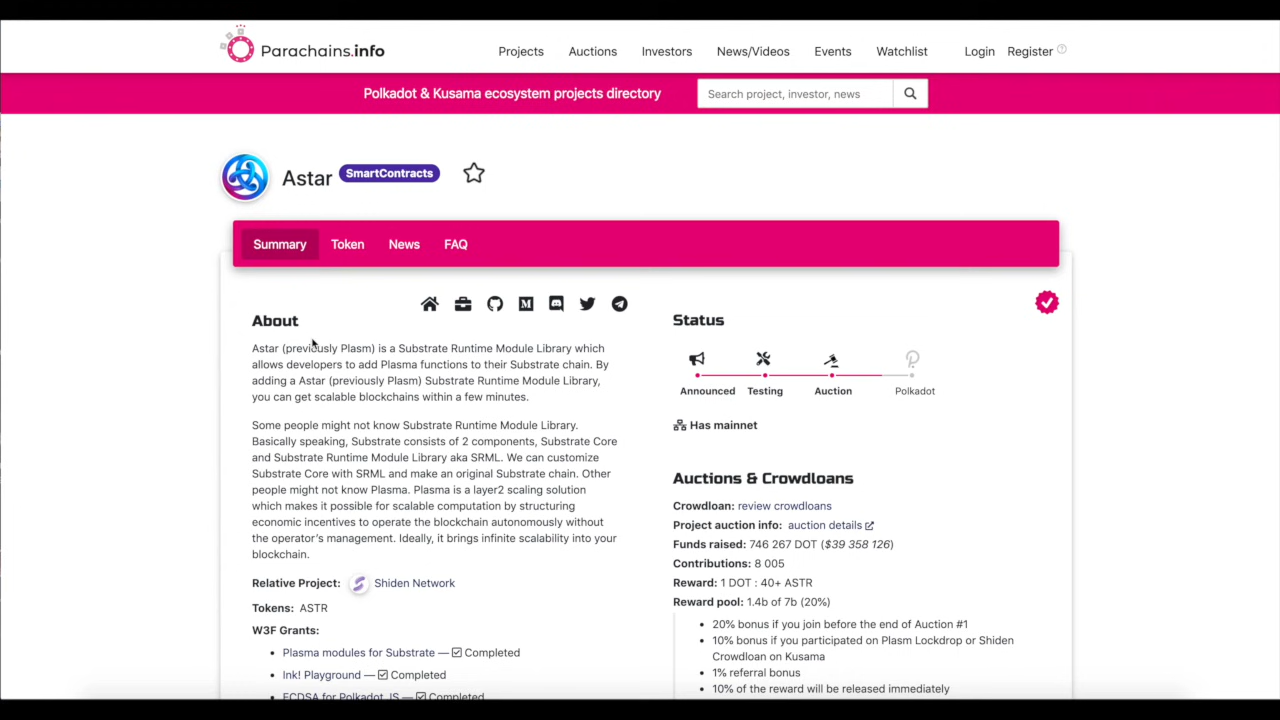 Parachains.info
Projects
Auctions
Investors
News/Videos
Events
Watchlist
Login
Register
Polkadot & Kusama ecosystem projects directory
Search project, investor, news
Astar
SmartContracts
Summary
Token
News
FAQ
About
Astar (previously Plasm) is a Substrate Runtime Module Library which
allows developers to add Plasma functions to their Substrate chain. By
adding a Astar (previously Plasm) Substrate Runtime Module Library,
you can get scalable blockchains within a few minutes.
Some people might not know Substrate Runtime Module Library.
Basically speaking, Substrate consists of 2 components, Substrate Core
and Substrate Runtime Module Library aka SRML. We can customize
Substrate Core with SRML and make an original Substrate chain. Other
people might not know Plasma. Plasma is a layer2 scaling solution
which makes it possible for scalable computation by structuring
economic incentives to operate the blockchain autonomously without
the operator's management. Ideally, it brings infinite scalability into your
blockchain.
Relative Project: Shiden Network
Tokens: ASTR
W3F Grants:
• Plasma modules for Substrate — ☑ Completed
• Ink! Playground — ☑ Completed
• ECDSA for Polkadot JS — ☑ Completed
Status
Announced
Testing
Auction
Polkadot
Has mainnet
Auctions & Crowdloans
Crowdloan: review crowdloans
Project auction info: auction details
Funds raised: 746 267 DOT ($39 358 126)
Contributions: 8 005
Reward: 1 DOT : 40+ ASTR
Reward pool: 1.4b of 7b (20%)
• 20% bonus if you join before the end of Auction #1
• 10% bonus if you participated on Plasm Lockdrop or Shiden
Crowdloan on Kusama
• 1% referral bonus
• 10% of the reward will be released immediately